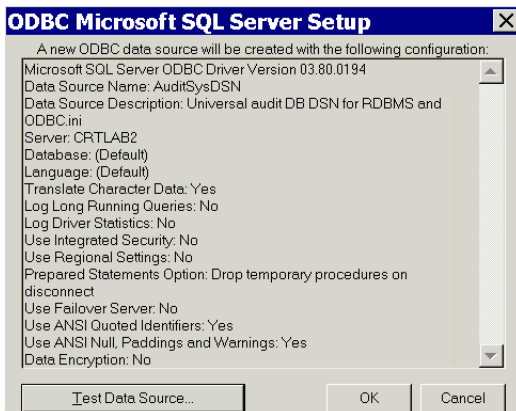 ODBC Microsoft SQL Server Setup
A new ODBC data source will be created with the following configuration:
Microsoft SQL Server ODBC Driver Version 03.80.0194
Data Source Name: AuditSysDSN
Data Source Description: Universal audit DB DSN for RDBMS and
ODBC.ini
Server: CRTLAB2
Database: (Default)
Language: (Default)
Translate Character Data: Yes
Log Long Running Queries: No
Log Driver Statistics: No
Use Integrated Security: No
Use Regional Settings: No
Prepared Statements Option: Drop temporary procedures on
disconnect
Use Failover Server: No
Use ANSI Quoted Identifiers: Yes
Use ANSI Null, Paddings and Warnings: Yes
Data Encryption: No
Test Data Source... OK Cancel